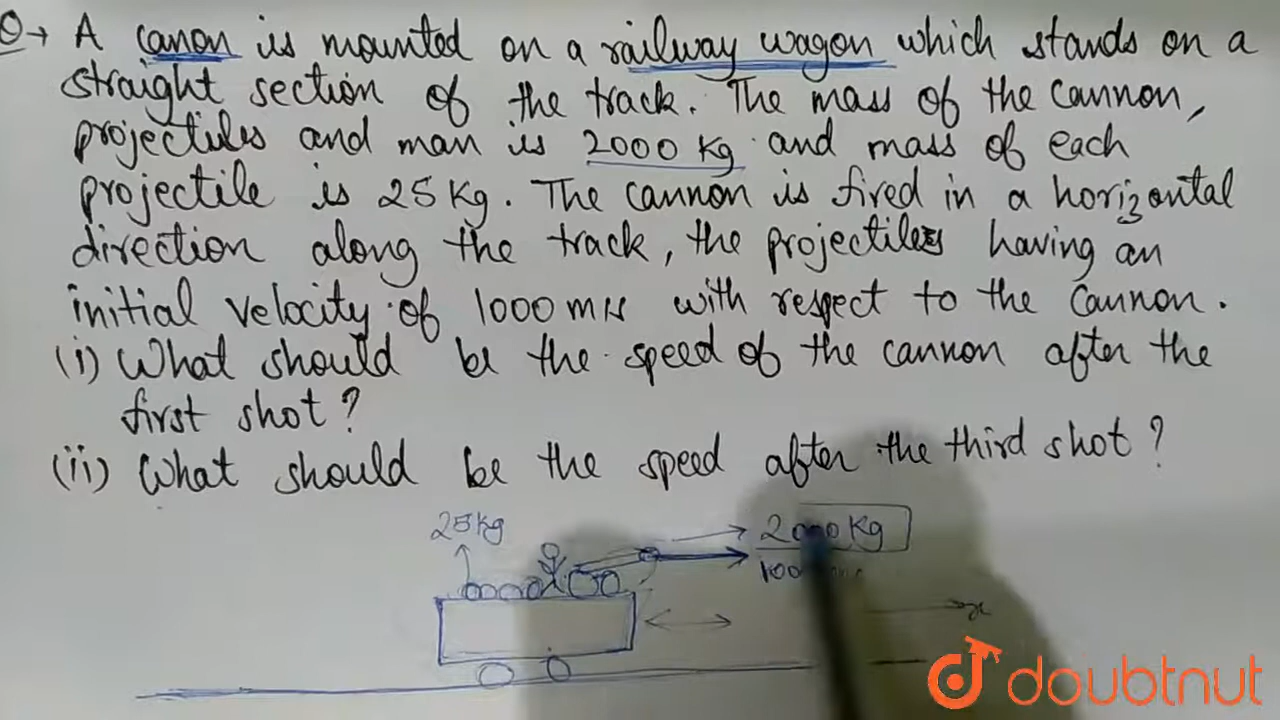 Q→ A canon is mounted on a railway wagon which stands on a
straight section of the track. The mass of the cannon,
projectiles and man is 2000 Kg and mass of each
projectile is 25 Kg. The cannon is fired in a horizontal
direction along the track, the projectiles having an
initial velocity of 1000 m/s with respect to the Cannon.
(i) What should be the speed of the cannon after the
first shot?
(ii) What should be the speed after the third shot?
25 kg
2000 Kg
x
doubtnut